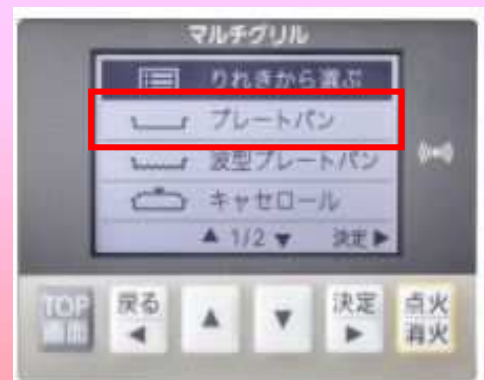 マルチグリル
りれきから選ぶ
プレートパン
波型プレートパン
キャセロール
▲ 1/2 ▼ 決定▶
TOP 戻る ▲ ▼ 決定 点火
画面 ◀ ▶ 消火